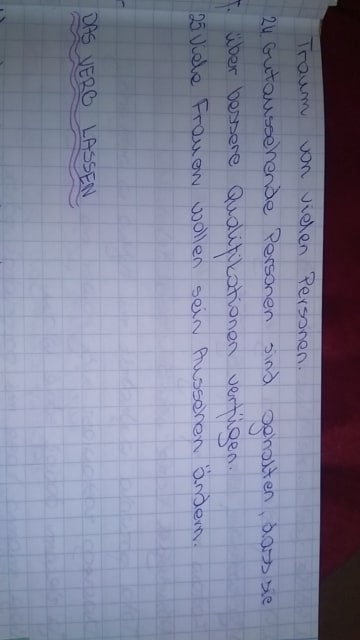 Traum von vielen Personen.
24 Gutaussehende Personen sind gehalten, dass sie
über bessere Qualifikationen verfügen.
25 Viele Frauen wollen sein Aussehen ändern.
DAS VERB LASSEN